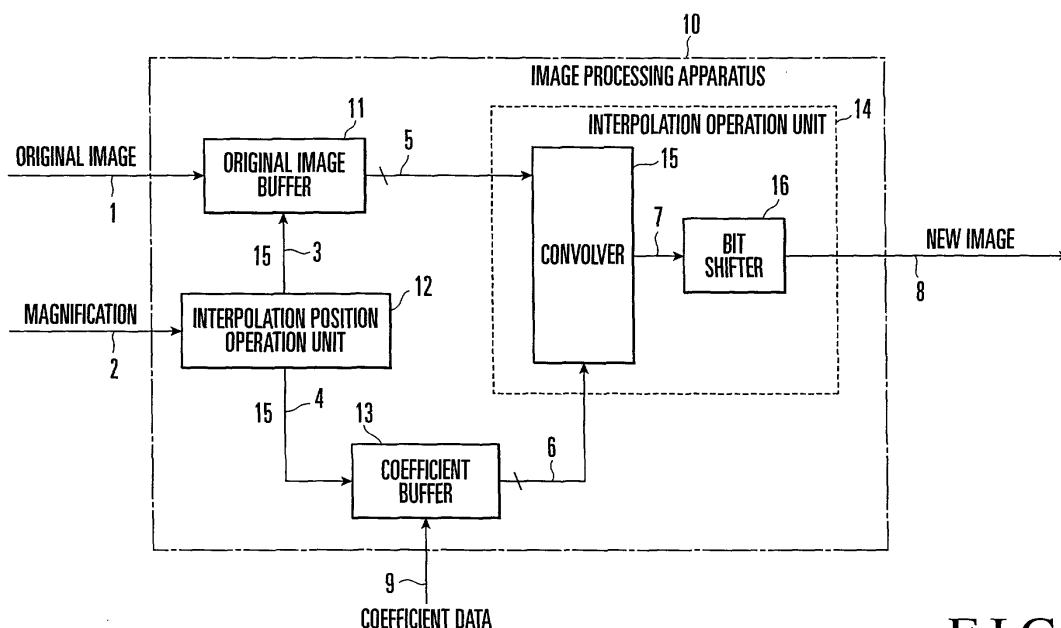 10
IMAGE PROCESSING APPARATUS
14
INTERPOLATION OPERATION UNIT
11
ORIGINAL IMAGE
1
ORIGINAL IMAGE
BUFFER
5
15
CONVOLVER
7
16
BIT
SHIFTER
NEW IMAGE
8
15
3
MAGNIFICATION
2
12
INTERPOLATION POSITION
OPERATION UNIT
15
4
13
COEFFICIENT
BUFFER
6
9
COEFFICIENT DATA
FIG